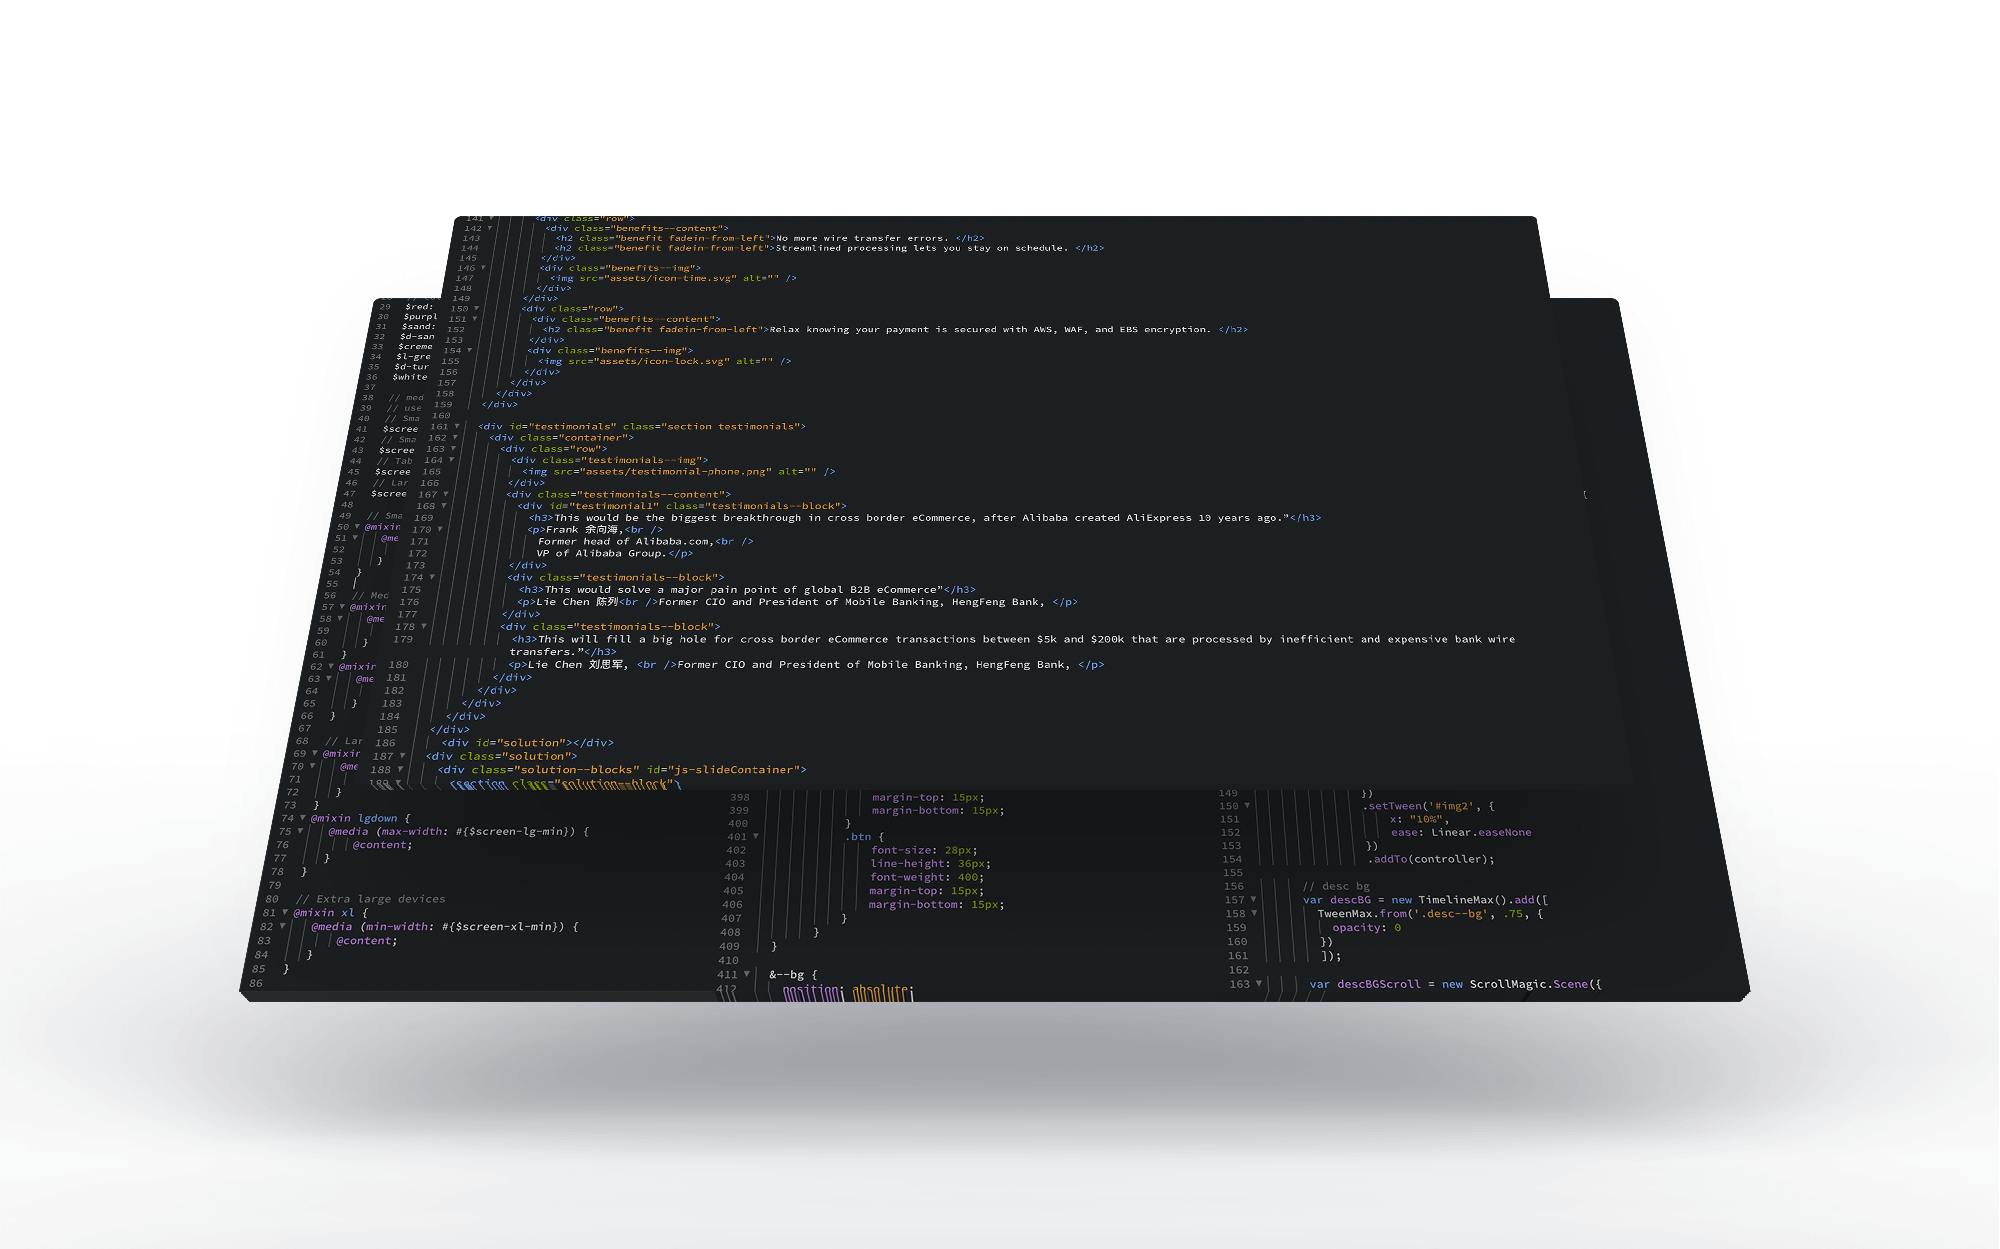 141 <div class="row">
142 <div class="benefits--content">
143 <h2 class="benefit fadein-from-left">No more wire transfer errors. </h2>
144 <h2 class="benefit fadein-from-left">Streamlined processing lets you stay on schedule. </h2>
145 </div>
146 <div class="benefits--img">
147 <img src="assets/icon-time.svg" alt="" />
148 </div>
149 </div>
150 <div class="row">
151 <div class="benefits--content">
152 <h2 class="benefit fadein-from-left">Relax knowing your payment is secured with AWS, WAF, and EBS encryption. </h2>
153 </div>
154 <div class="benefits--img">
155 <img src="assets/icon-lock.svg" alt="" />
156 </div>
157 </div>
158 </div>
159 </div>
160
161 <div id="testimonials" class="section testimonials">
162 <div class="container">
163 <div class="row">
164 <div class="testimonials--img">
165 <img src="assets/testimonial-phone.png" alt="" />
166 </div>
167 <div class="testimonials--content">
168 <div id="testimonial1" class="testimonials--block">
169 <h3>This would be the biggest breakthrough in cross border eCommerce, after Alibaba created AliExpress 10 years ago.”</h3>
170 <p>Frank 余向海,<br />
171 Former head of Alibaba.com,<br />
172 VP of Alibaba Group.</p>
173 </div>
174 <div class="testimonials--block">
175 <h3>This would solve a major pain point of global B2B eCommerce”</h3>
176 <p>Lie Chen 陈列<br />Former CIO and President of Mobile Banking, HengFeng Bank, </p>
177 </div>
178 <div class="testimonials--block">
179 <h3>This will fill a big hole for cross border eCommerce transactions between $5k and $200k that are processed by inefficient and expensive bank wire
transfers.”</h3>
180 <p>Lie Chen 刘思军, <br />Former CIO and President of Mobile Banking, HengFeng Bank, </p>
181 </div>
182 </div>
183 </div>
184 </div>
185 </div>
186 <div id="solution"></div>
187 <div class="solution">
188 <div class="solution--blocks" id="js-slideContainer">
189 <section class="solution--block">
29 $red:
30 $purpl
31 $sand:
32 $d-san
33 $creme
34 $l-gre
35 $d-tur
36 $white
37
38 // med
39 // use
40 // Sma
41 $scree
42 // Sma
43 $scree
44 // Tab
45 $scree
46 // Lar
47 $scree
48
49 // Sma
50 @mixin
51 @me
52
53 }
54 }
55
56 // Med
57 @mixin
58 @me
59
60 }
61 }
62 @mixin
63 @me
64
65 }
66 }
67
68 // Lar
69 @mixin
70 @me
71
72 }
73 }
74 @mixin lgdown {
75 @media (max-width: #{$screen-lg-min}) {
76 @content;
77 }
78 }
79
80 // Extra large devices
81 @mixin xl {
82 @media (min-width: #{$screen-xl-min}) {
83 @content;
84 }
85 }
86
398 margin-top: 15px;
399 margin-bottom: 15px;
400 }
401 .btn {
402 font-size: 28px;
403 line-height: 36px;
404 font-weight: 400;
405 margin-top: 15px;
406 margin-bottom: 15px;
407 }
408 }
409 }
410
411 &--bg {
412 position: absolute;
{
149 })
150 .setTween('#img2', {
151 x: "10%",
152 ease: Linear.easeNone
153 })
154 .addTo(controller);
155
156 // desc bg
157 var descBG = new TimelineMax().add([
158 TweenMax.from('.desc--bg', .75, {
159 opacity: 0
160 })
161 ]);
162
163 var descBGScroll = new ScrollMagic.Scene({